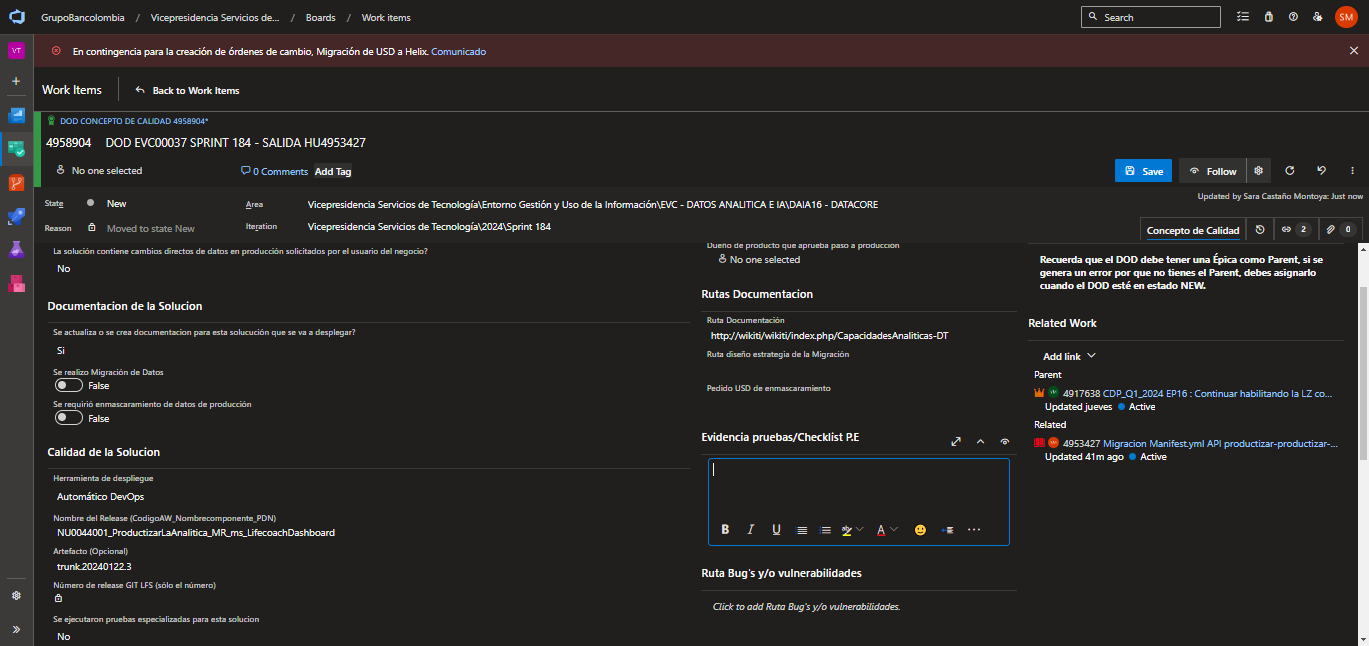 GrupoBancolombia / Vicepresidencia Servicios de... / Boards / Work items
Search
SM
VT
En contingencia para la creación de órdenes de cambio, Migración de USD a Helix. Comunicado
Work Items
Back to Work Items
DOD CONCEPTO DE CALIDAD 4958904*
4958904 DOD EVC00037 SPRINT 184 - SALIDA HU4953427
No one selected
0 Comments
Add Tag
Save
Follow
State
New
Area
Vicepresidencia Servicios de Tecnología\Entorno Gestión y Uso de la Información\EVC - DATOS ANALITICA E IA\DAIA16 - DATACORE
Updated by Sara Castaño Montoya: Just now
Reason
Moved to state New
Iteration
Vicepresidencia Servicios de Tecnología\2024\Sprint 184
Concepto de Calidad
2
0
La solución contiene cambios directos de datos en producción solicitados por el usuario del negocio?
No
Documentacion de la Solucion
Se actualiza o se crea documentacion para esta solucución que se va a desplegar?
Si
Se realizo Migración de Datos
False
Se requirió enmascaramiento de datos de producción
False
Calidad de la Solucion
Herramienta de despliegue
Automático DevOps
Nombre del Release (CodigoAW_Nombrecomponente_PDN)
NU0044001_ProductizarLaAnalitica_MR_ms_LifecoachDashboard
Artefacto (Opcional)
trunk.20240122.3
Número de release GIT LFS (sólo el número)
Se ejecutaron pruebas especializadas para esta solucion
No
Dueño de producto que aprueba paso a producción
No one selected
Rutas Documentacion
Ruta Documentación
http://wikiti/wikiti/index.php/CapacidadesAnaliticas-DT
Ruta diseño estrategia de la Migración
Pedido USD de enmascaramiento
Evidencia pruebas/Checklist P.E
B I U A
Ruta Bug's y/o vulnerabilidades
Click to add Ruta Bug's y/o vulnerabilidades.
Recuerda que el DOD debe tener una Épica como Parent, si se
genera un error por que no tienes el Parent, debes asignarlo
cuando el DOD esté en estado NEW.
Related Work
Add link
Parent
4917638 CDP_Q1_2024 EP16 : Continuar habilitando la LZ co...
Updated jueves Active
Related
4953427 Migracion Manifest.yml API productizar-productizar-...
Updated 41m ago Active